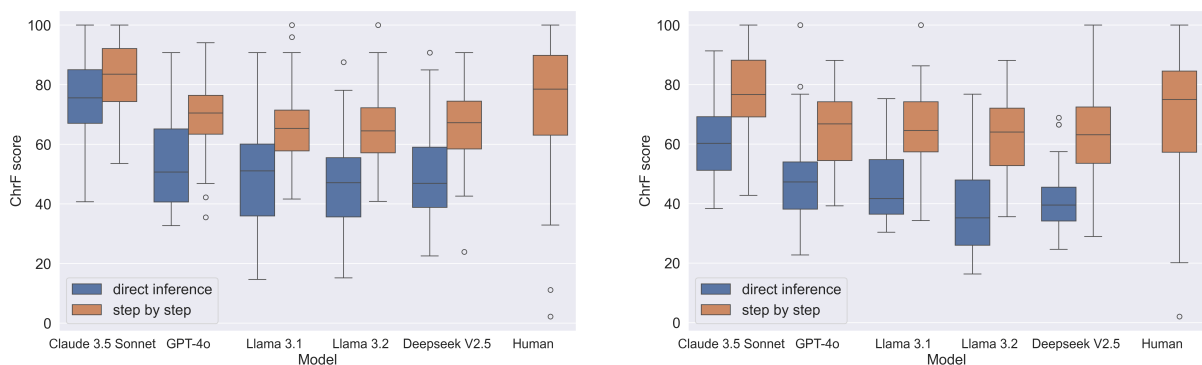 100
80
60
40
20
0
ChrF score
direct inference
step by step
Claude 3.5 Sonnet GPT-4o Llama 3.1 Llama 3.2 Deepseek V2.5 Human
Model
100
80
60
40
20
0
ChrF score
direct inference
step by step
Claude 3.5 Sonnet GPT-4o Llama 3.1 Llama 3.2 Deepseek V2.5 Human
Model